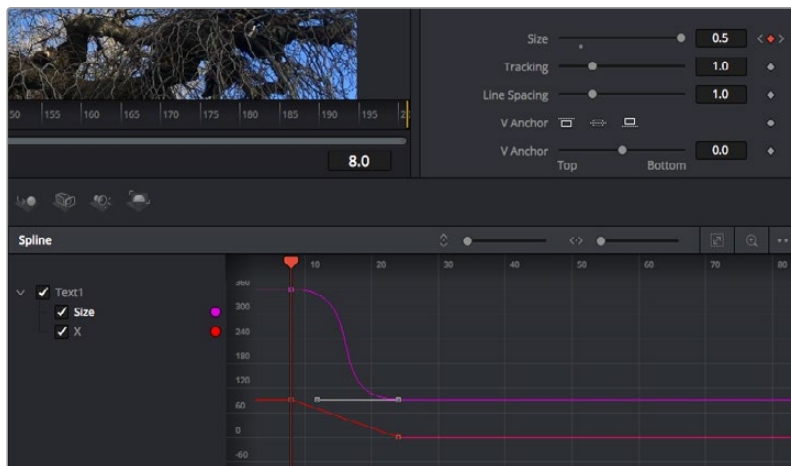 Size 0.5
Tracking 1.0
Line Spacing 1.0
V Anchor
V Anchor 0.0
Top Bottom
50 155 160 165 170 175 180 185 190 195
8.0
Spline
10 20 30 40 50 60 70 80
Text1
Size
X
360
300
240
180
120
60
0
-60